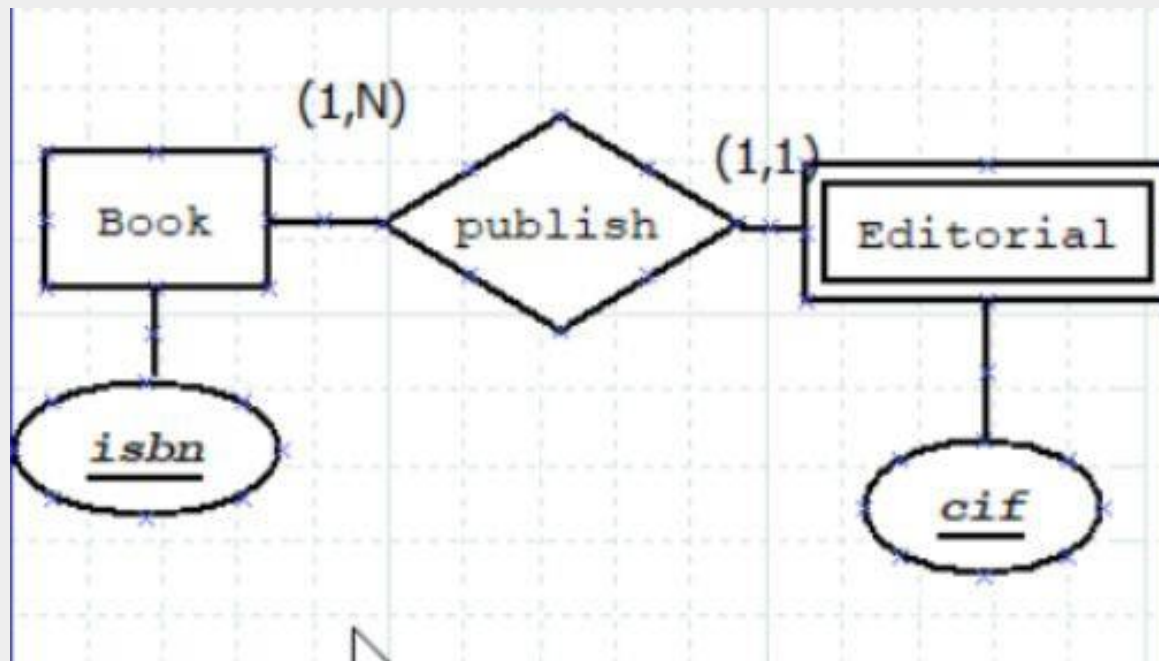 (1,N)
(1,1)
Book
publish
Editorial
isbn
cif